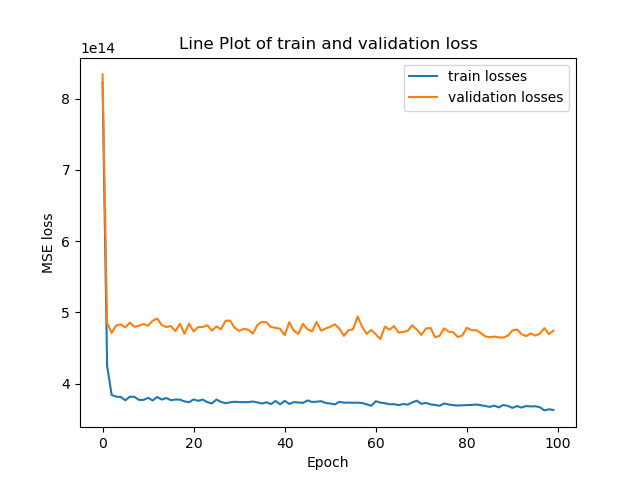 Line Plot of train and validation loss
1e14
train losses
validation losses
8
7
6
5
4
MSE loss
0 20 40 60 80 100
Epoch